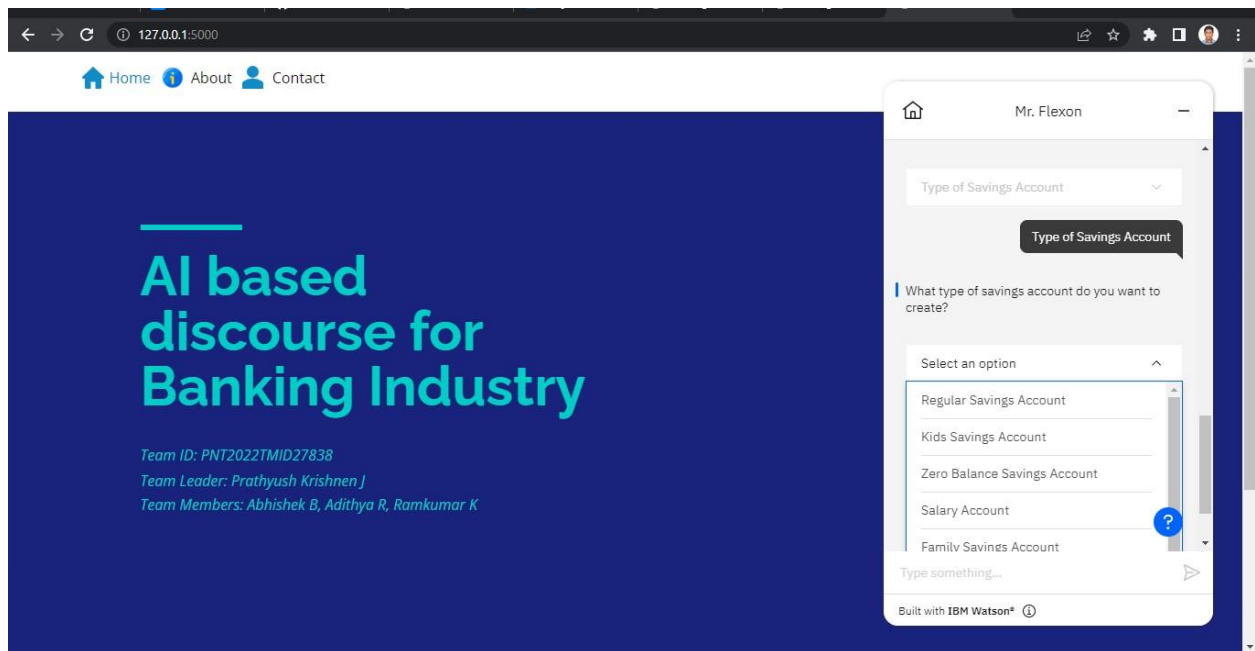 127.0.0.1:5000
Home About Contact
AI based
discourse for
Banking Industry
Team ID: PNT2022TMID27838
Team Leader: Prathyush Krishnen J
Team Members: Abhishek B, Adithya R, Ramkumar K
Mr. Flexon
Type of Savings Account
Type of Savings Account
What type of savings account do you want to
create?
Select an option
Regular Savings Account
Kids Savings Account
Zero Balance Savings Account
Salary Account
Family Savings Account
?
Type something...
Built with IBM Watson®